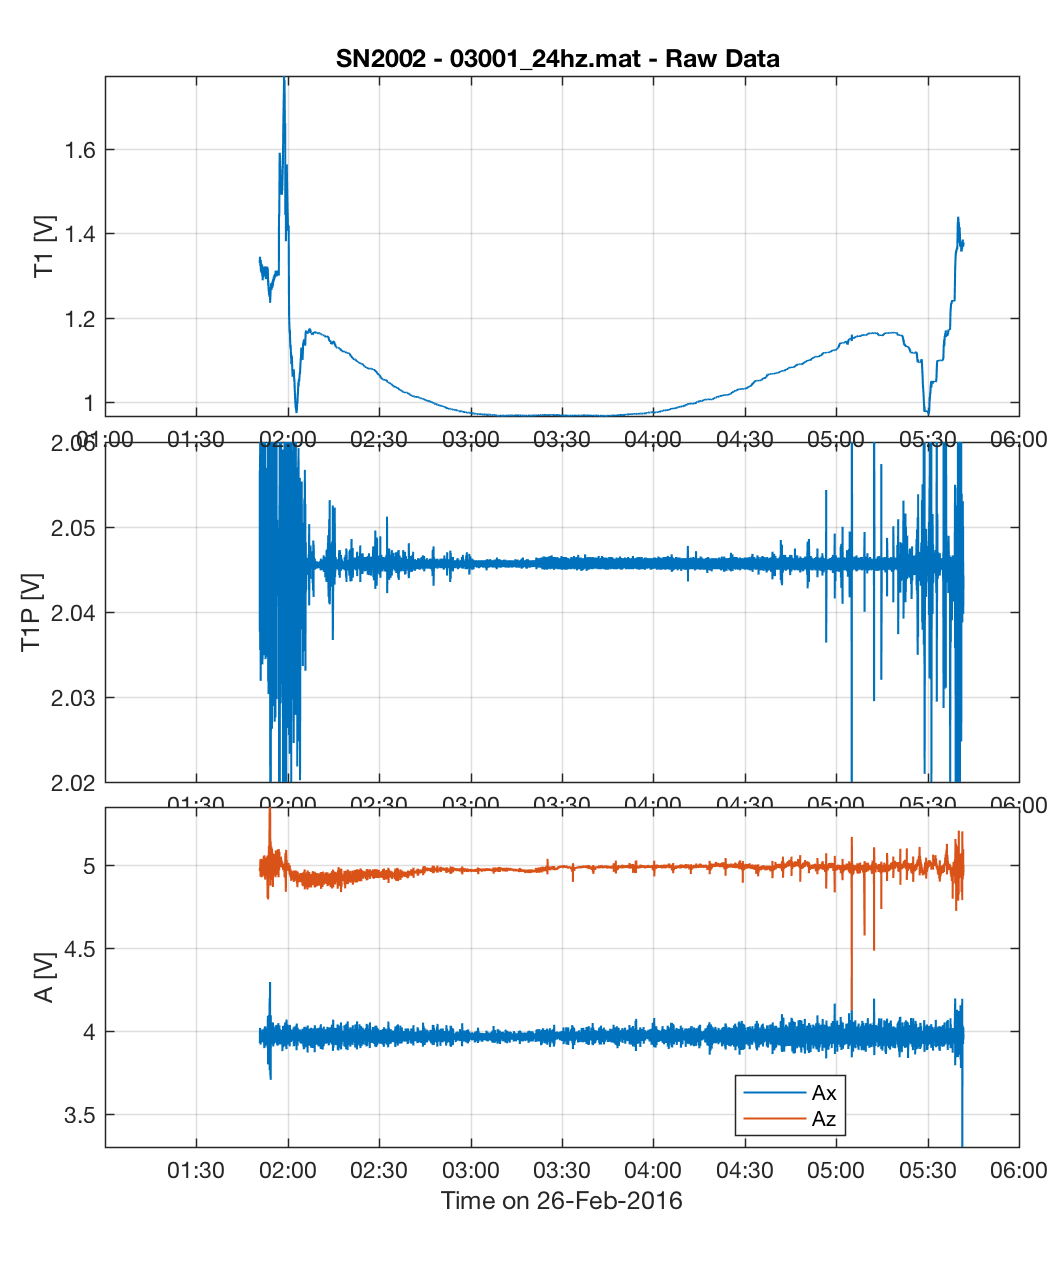 SN2002 - 03001_24hz.mat - Raw Data
T1 [V]
1.6
1.4
1.2
1
01:00 01:30 02:00 02:30 03:00 03:30 04:00 04:30 05:00 05:30 06:00
T1P [V]
2.06
2.05
2.04
2.03
2.02
01:30 02:00 02:30 03:00 03:30 04:00 04:30 05:00 05:30 06:00
A [V]
5
4.5
4
3.5
Ax
Az
01:30 02:00 02:30 03:00 03:30 04:00 04:30 05:00 05:30 06:00
Time on 26-Feb-2016